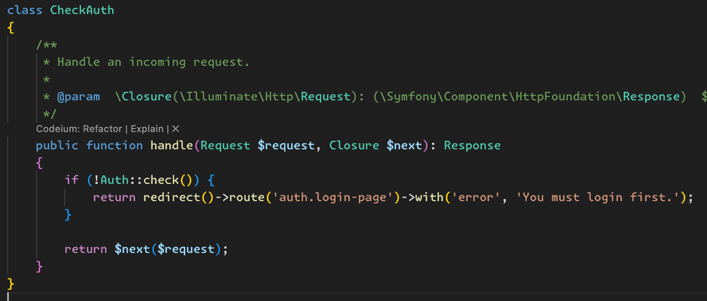 class CheckAuth
{
    /**
     * Handle an incoming request.
     *
     * @param  \Closure(\Illuminate\Http\Request): (\Symfony\Component\HttpFoundation\Response)  $
     */
    Codeium: Refactor | Explain | ✕
    public function handle(Request $request, Closure $next): Response
    {
        if (!Auth::check()) {
            return redirect()->route('auth.login-page')->with('error', 'You must login first.');
        }

        return $next($request);
    }
}